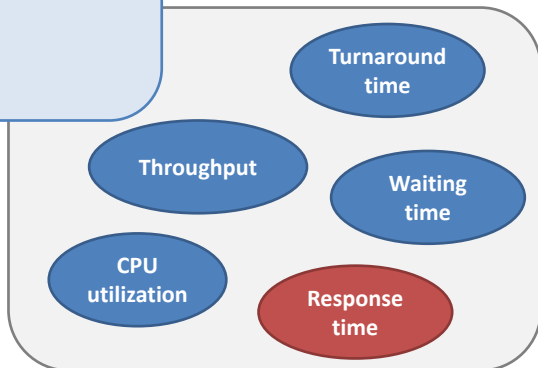 Turnaround
time
Throughput
Waiting
time
CPU
utilization
Response
time